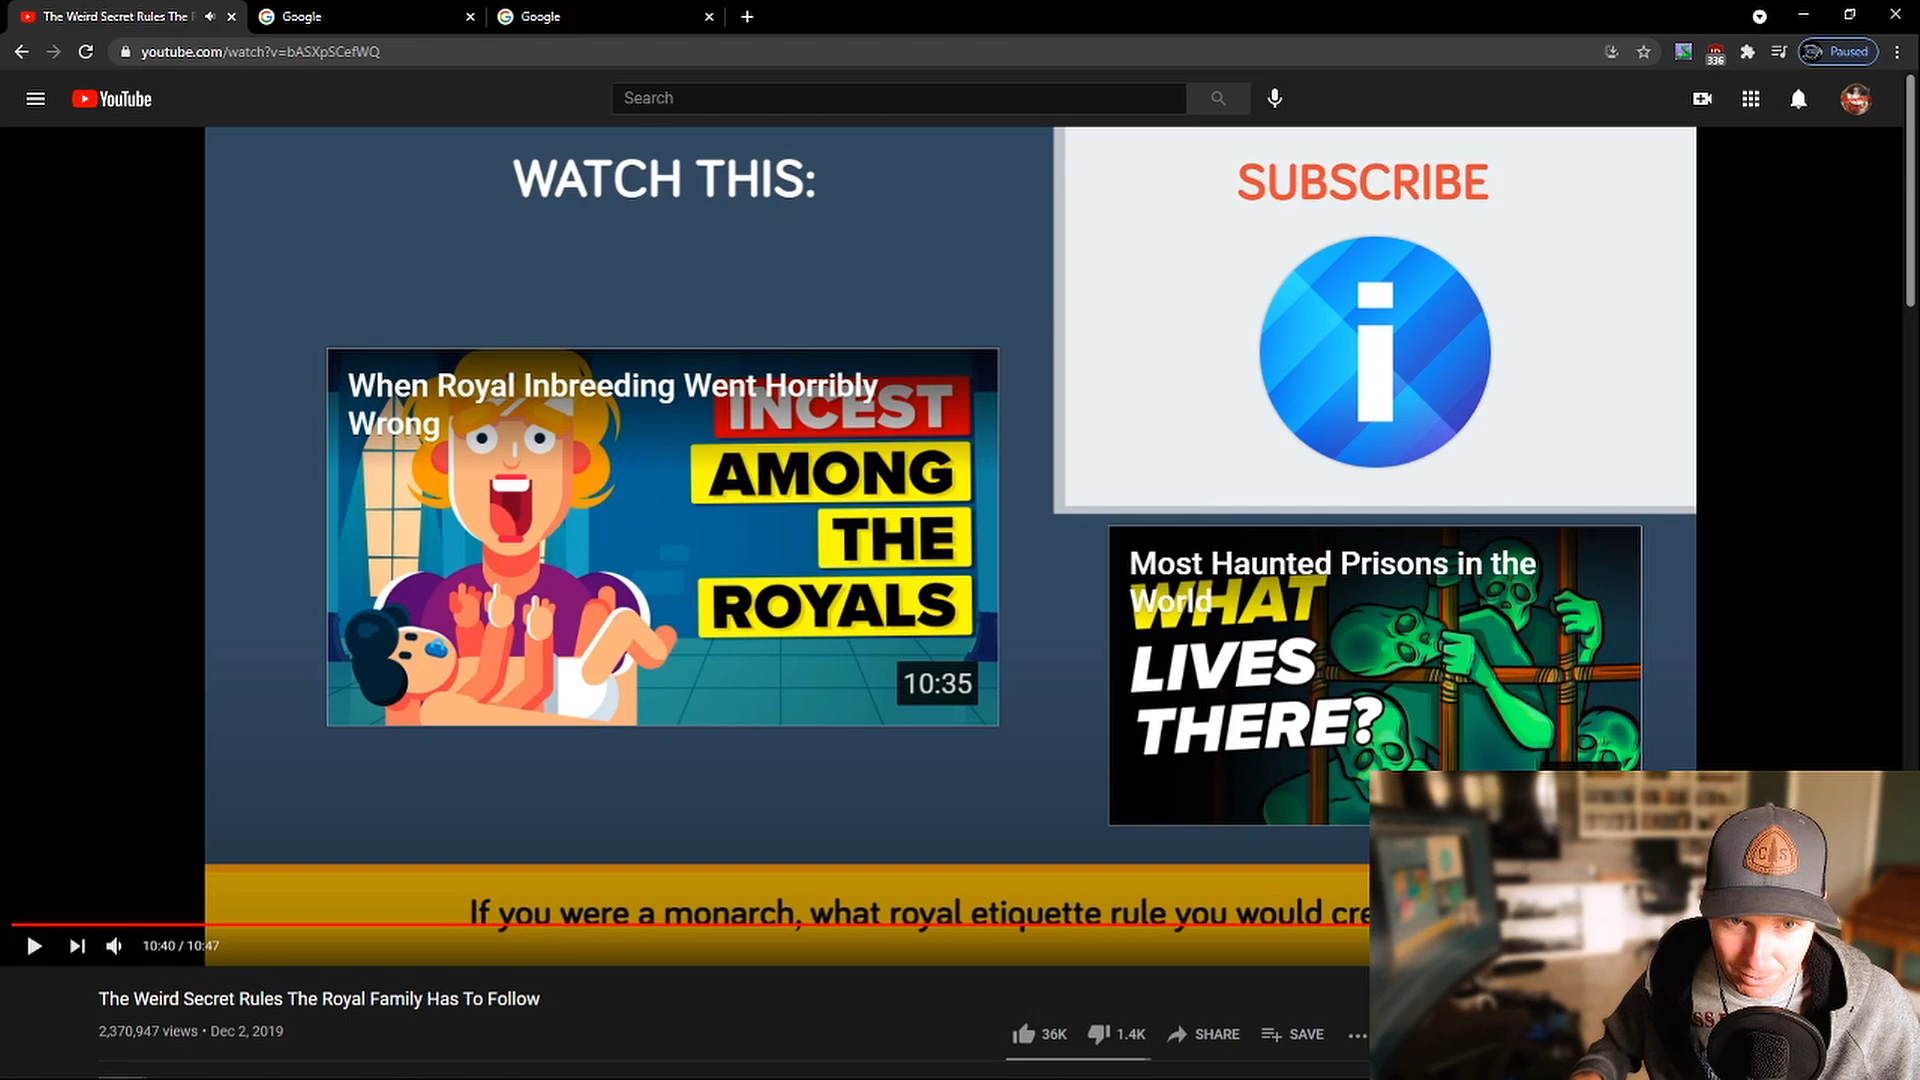 The Weird Secret Rules The
Google
Google
youtube.com/watch?v=bASXpSCefWQ
336
Paused
YouTube
Search
WATCH THIS:
SUBSCRIBE
i
When Royal Inbreeding Went Horribly
Wrong
INCEST
AMONG
THE
ROYALS
10:35
Most Haunted Prisons in the
World
WHAT
LIVES
THERE?
If you were a monarch, what royal etiquette rule you would cre
10:40 / 10:47
The Weird Secret Rules The Royal Family Has To Follow
2,370,947 views • Dec 2, 2019
36K
1.4K
SHARE
SAVE
C S